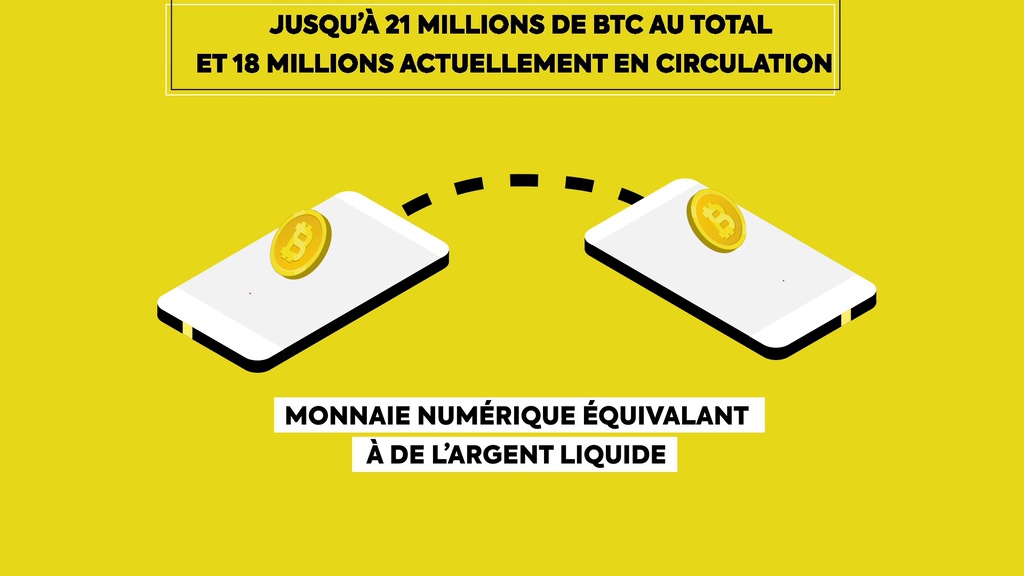 JUSQU’À 21 MILLIONS DE BTC AU TOTAL
ET 18 MILLIONS ACTUELLEMENT EN CIRCULATION
MONNAIE NUMÉRIQUE ÉQUIVALANT
À DE L’ARGENT LIQUIDE